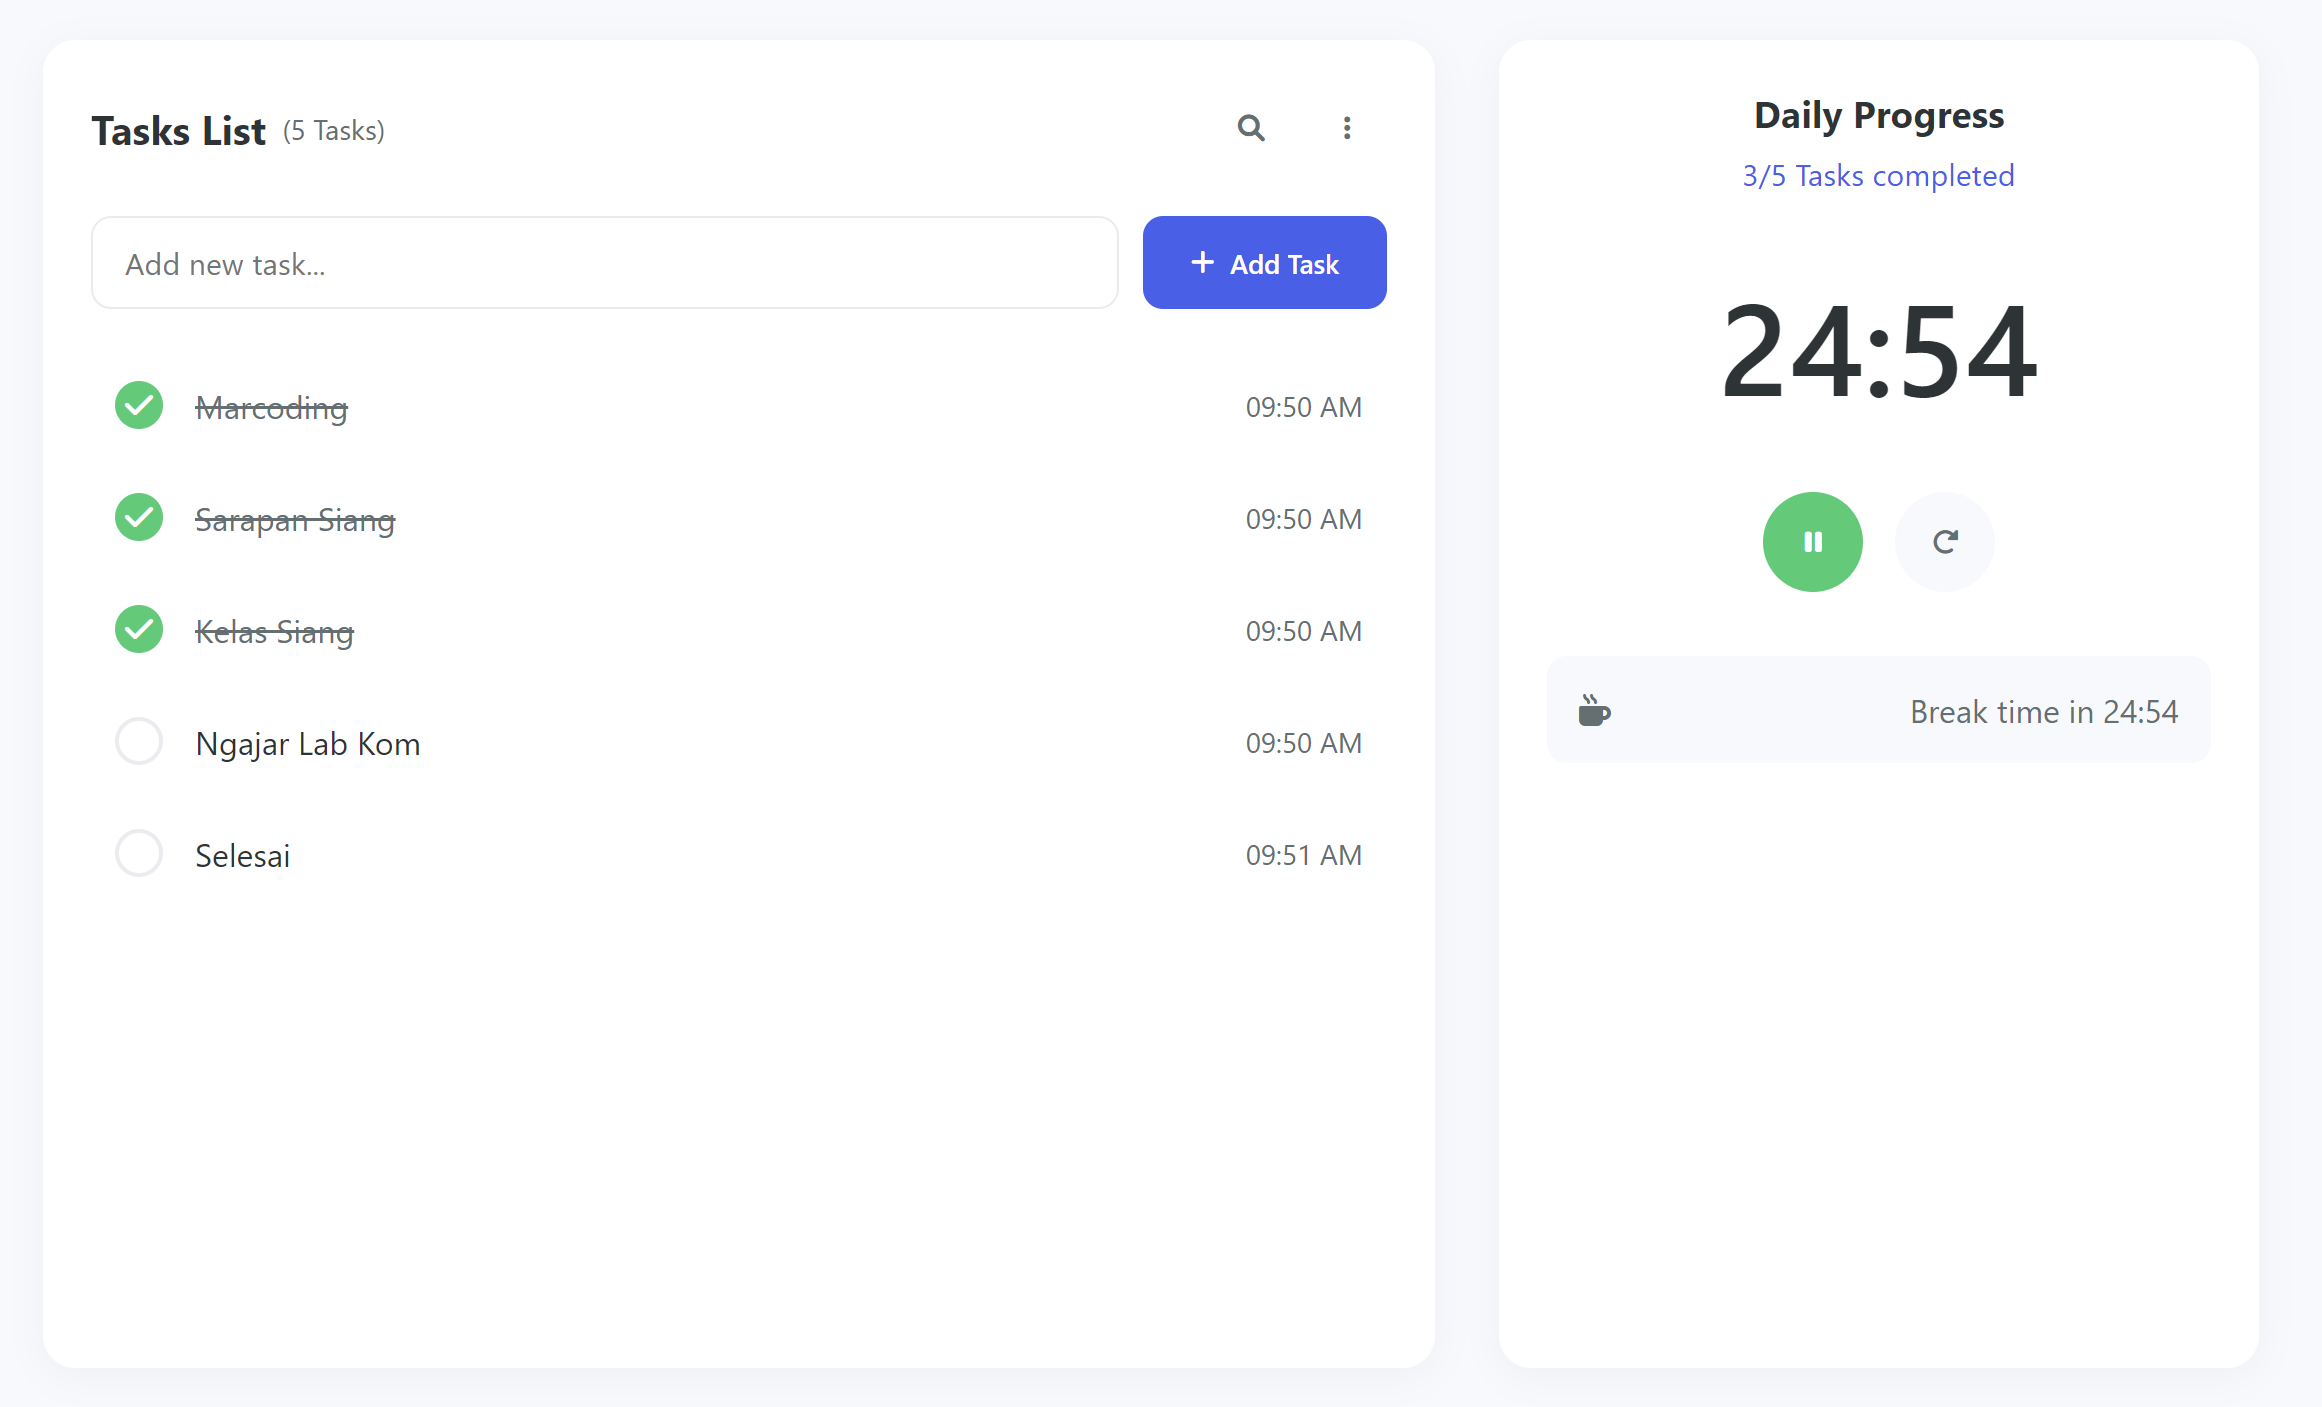 Tasks List (5 Tasks)
Add new task...
Add Task
Marcoding 09:50 AM
Sarapan Siang 09:50 AM
Kelas Siang 09:50 AM
Ngajar Lab Kom 09:50 AM
Selesai 09:51 AM
Daily Progress
3/5 Tasks completed
24:54
Break time in 24:54